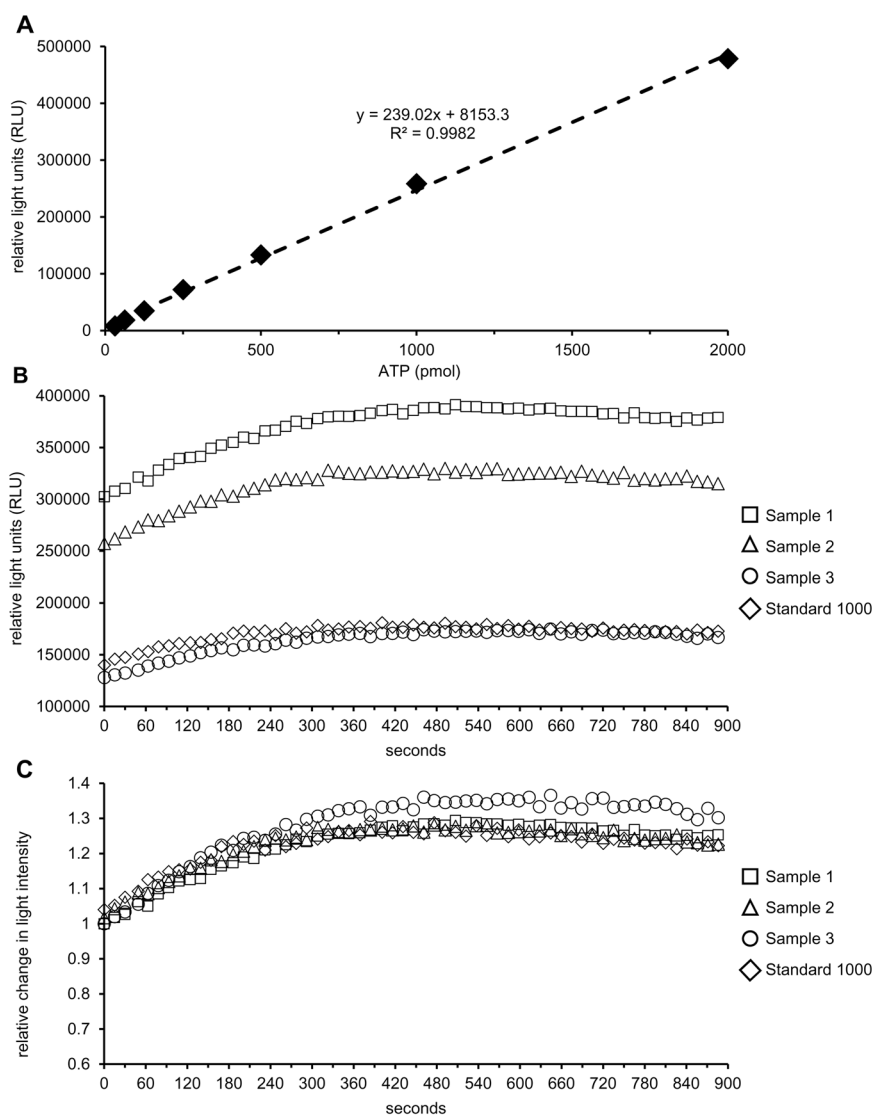 A
500000
400000
300000
200000
100000
0
relative light units (RLU)
y = 239.02x + 8153.3
R² = 0.9982
0 500 1000 1500 2000
ATP (pmol)
B
400000
350000
300000
250000
200000
150000
100000
relative light units (RLU)
0 60 120 180 240 300 360 420 480 540 600 660 720 780 840 900
seconds
Sample 1
Sample 2
Sample 3
Standard 1000
C
1.4
1.3
1.2
1.1
1
0.9
0.8
0.7
0.6
relative change in light intensity
0 60 120 180 240 300 360 420 480 540 600 660 720 780 840 900
seconds
Sample 1
Sample 2
Sample 3
Standard 1000